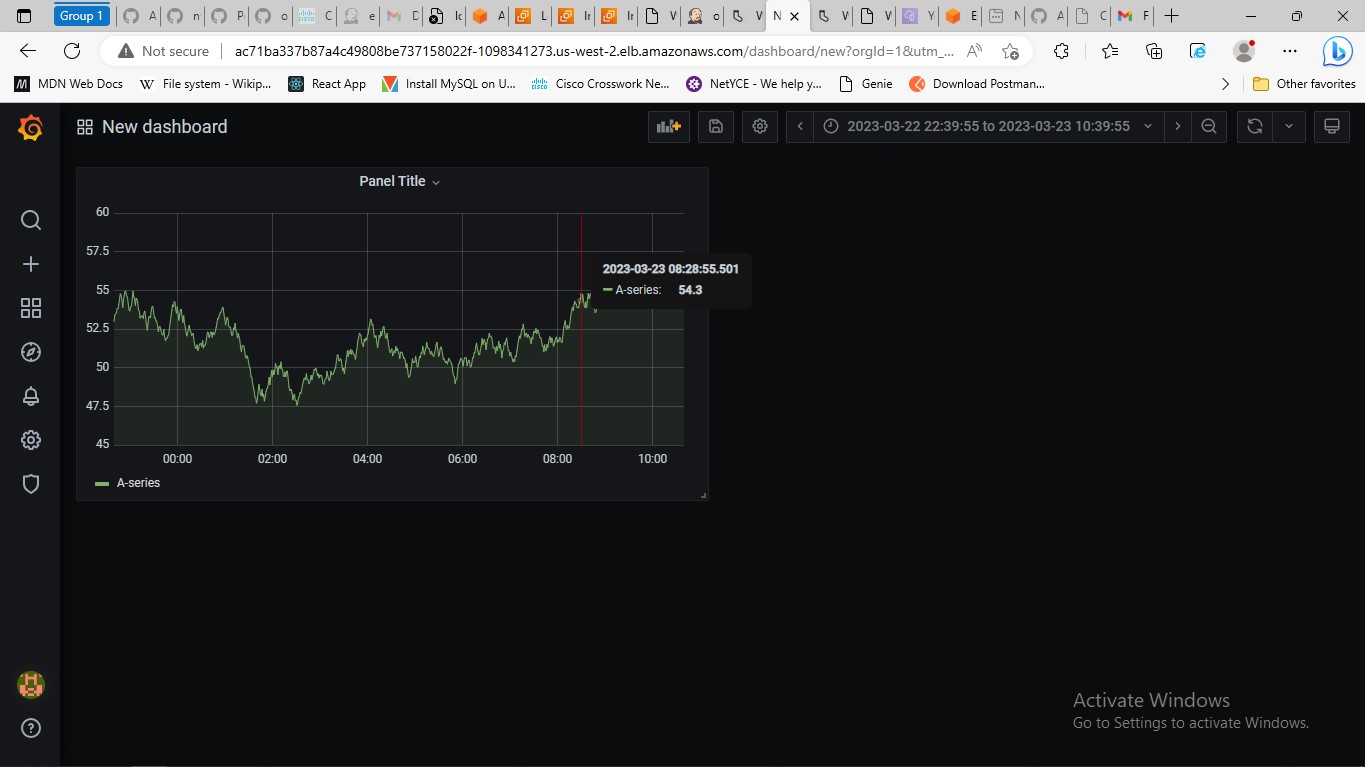 Group 1
Not secure
ac71ba337b87a4c49808be737158022f-1098341273.us-west-2.elb.amazonaws.com/dashboard/new?orgId=1&utm_...
MDN Web Docs
File system - Wikip...
React App
Install MySQL on U...
Cisco Crosswork Ne...
NetYCE - We help y...
Genie
Download Postman...
Other favorites
New dashboard
2023-03-22 22:39:55 to 2023-03-23 10:39:55
Panel Title
60
57.5
55
52.5
50
47.5
45
2023-03-23 08:28:55.501
A-series: 54.3
00:00 02:00 04:00 06:00 08:00 10:00
A-series
Activate Windows
Go to Settings to activate Windows.